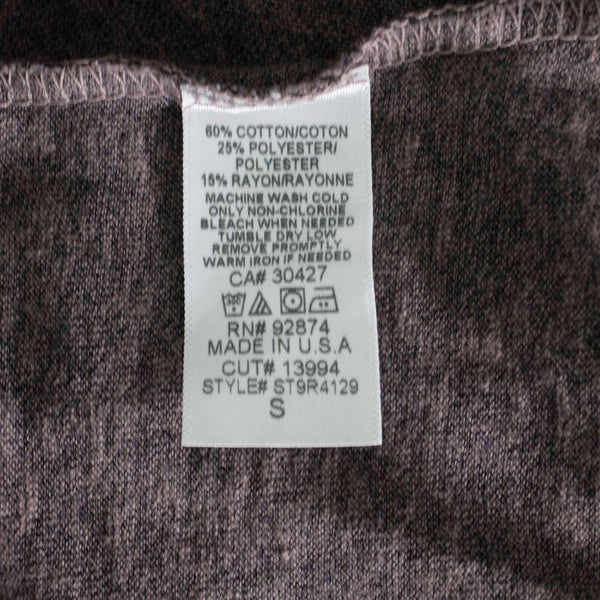 60% COTTON/COTON
25% POLYESTER/
POLYESTER
15% RAYON/RAYONNE
MACHINE WASH COLD
ONLY NON-CHLORINE
BLEACH WHEN NEEDED
TUMBLE DRY LOW
REMOVE PROMPTLY
WARM IRON IF NEEDED
CA# 30427
RN# 92874
MADE IN U.S.A
CUT# 13994
STYLE# ST9R4129
S